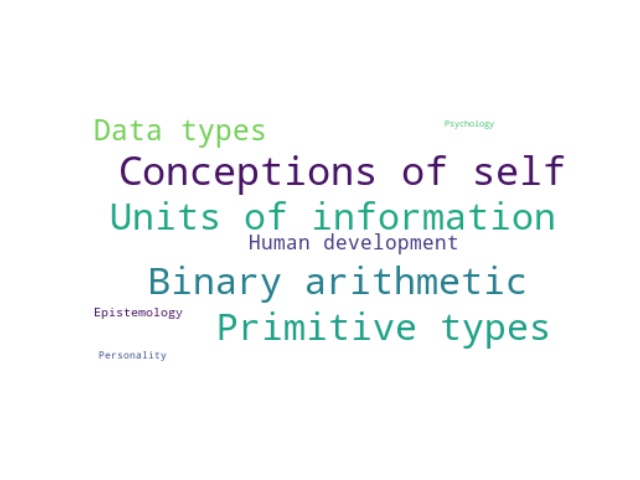 Data types
Psychology
Conceptions of self
Units of information
Human development
Binary arithmetic
Epistemology
Primitive types
Personality